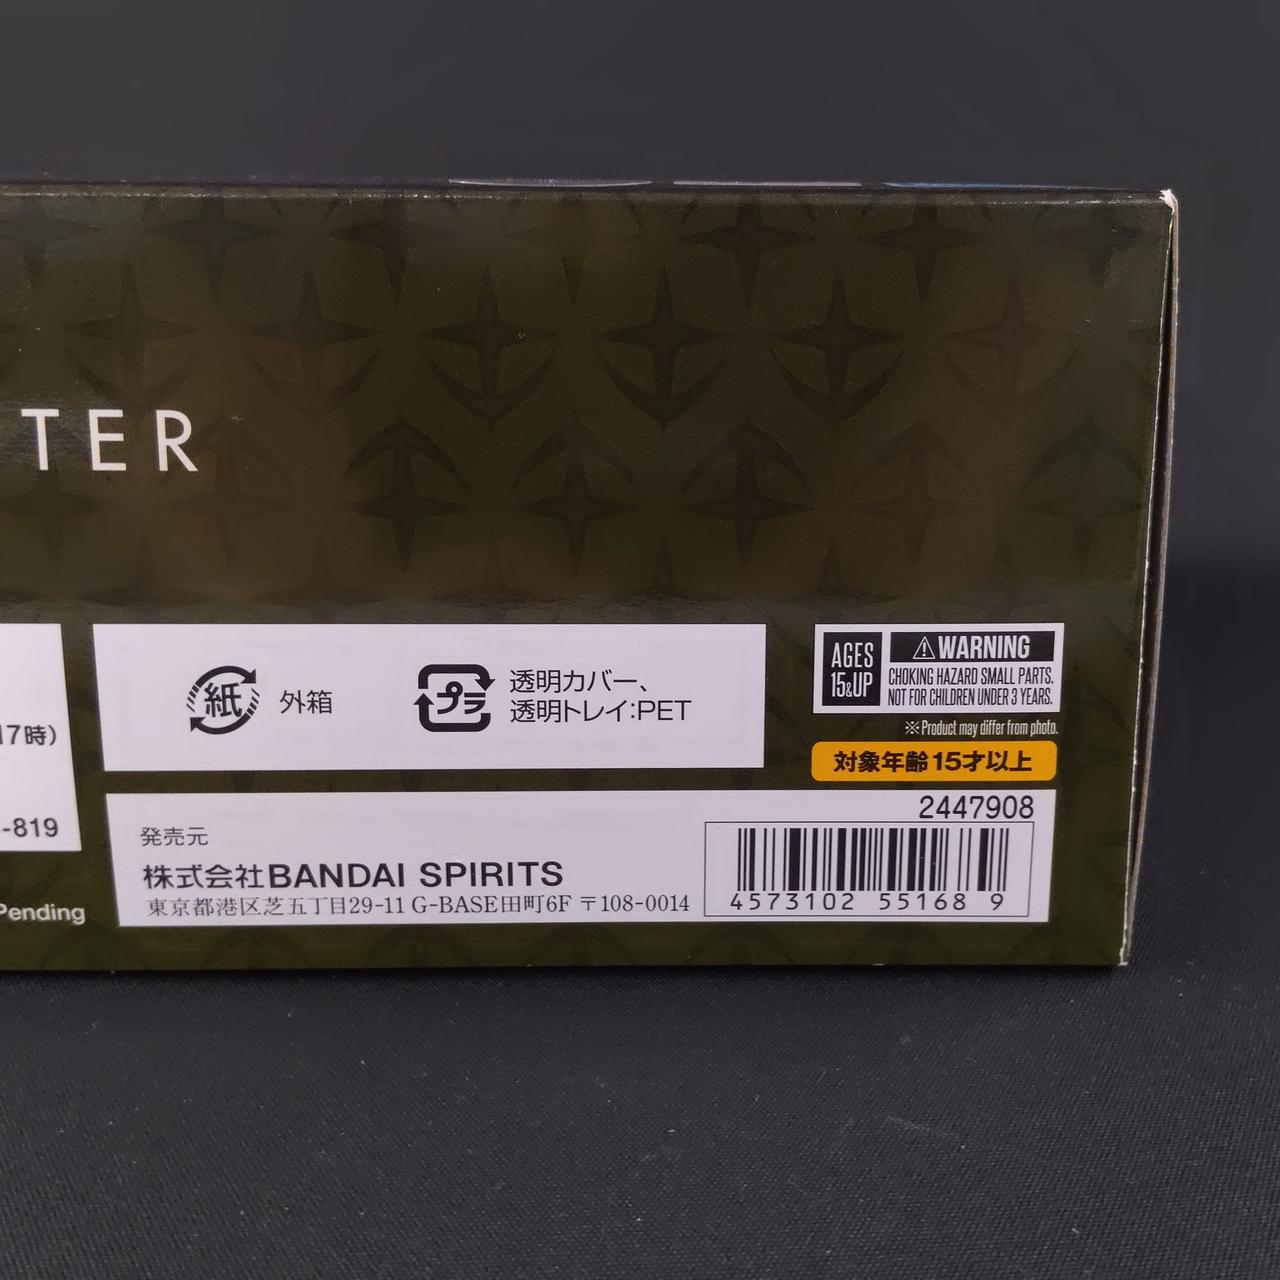 TER
17時)
-819
Pending
紙 外箱
プラ 透明カバー、
透明トレイ:PET
AGES
15&UP
⚠WARNING
CHOKING HAZARD SMALL PARTS.
NOT FOR CHILDREN UNDER 3 YEARS.
※Product may differ from photo.
対象年齢15才以上
発売元
株式会社BANDAI SPIRITS
東京都港区芝五丁目29-11 G-BASE田町6F 〒108-0014
2447908
4573102 55168 9